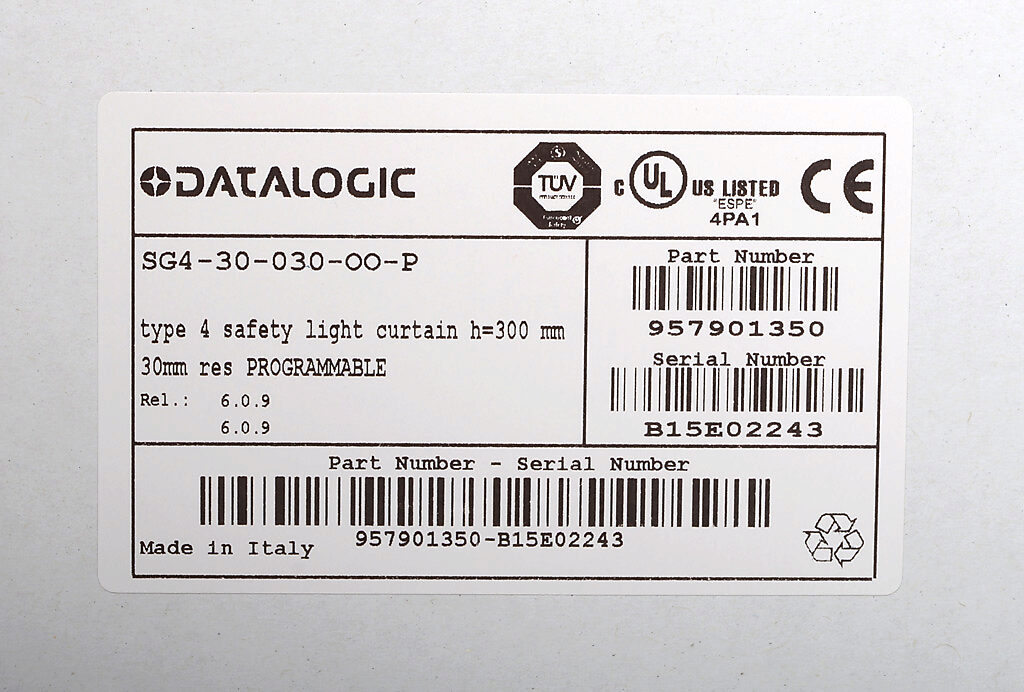 DATALOGIC
TÜV
C UL US LISTED
"ESPE"
4PA1
CE
SG4-30-030-OO-P
type 4 safety light curtain h=300 mm
30mm res PROGRAMMABLE
Rel.: 6.0.9
6.0.9
Part Number
957901350
Serial Number
B15E02243
Part Number - Serial Number
957901350-B15E02243
Made in Italy